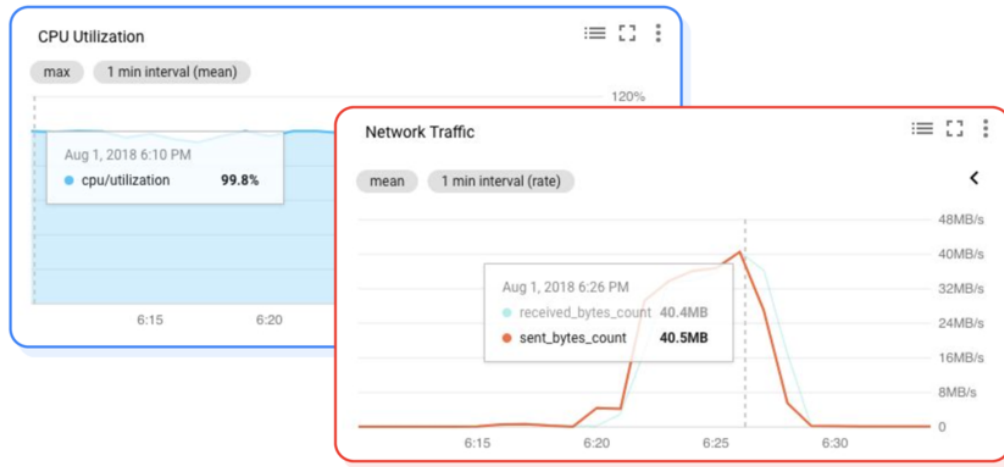 CPU Utilization
max 1 min interval (mean)
120%
Aug 1, 2018 6:10 PM
cpu/utilization 99.8%
6:15 6:20
Network Traffic
mean 1 min interval (rate)
48MB/s
40MB/s
Aug 1, 2018 6:26 PM
32MB/s
received_bytes_count 40.4MB
24MB/s
sent_bytes_count 40.5MB
16MB/s
8MB/s
0
6:15 6:20 6:25 6:30